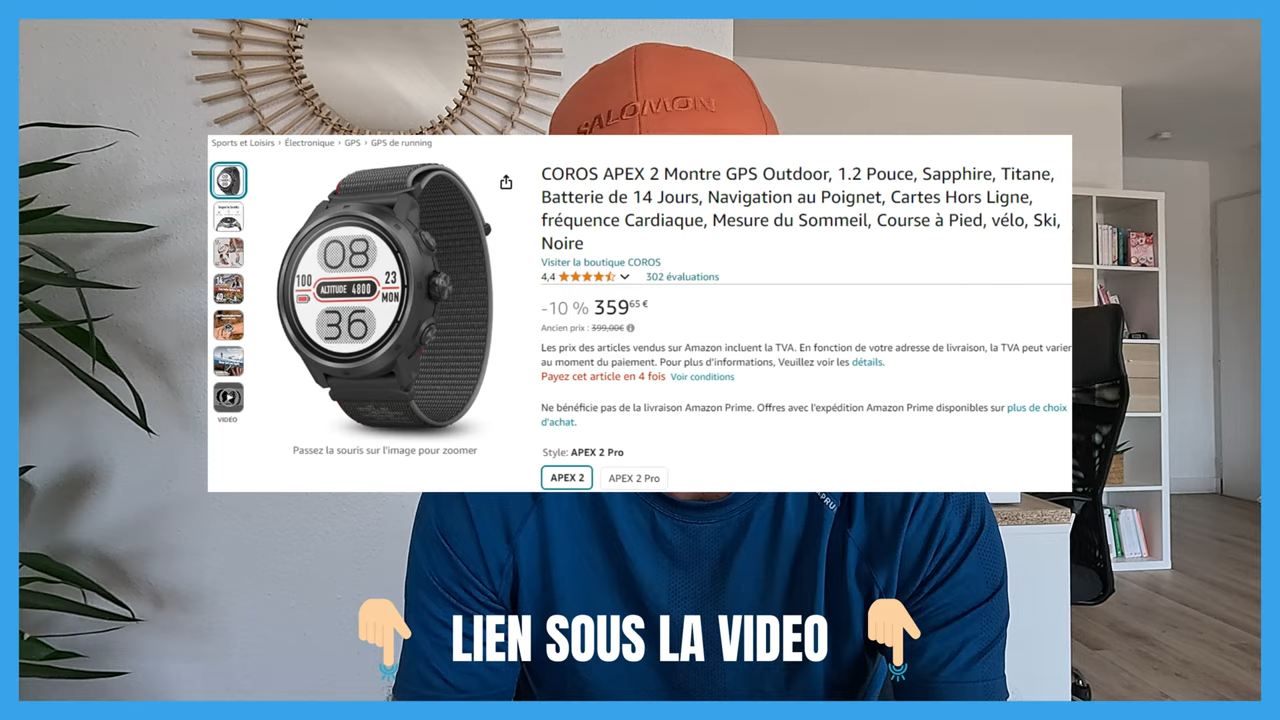 SALOMON
Sports et Loisirs › Électronique › GPS › GPS de running
COROS APEX 2 Montre GPS Outdoor, 1.2 Pouce, Sapphire, Titane,
Batterie de 14 Jours, Navigation au Poignet, Cartes Hors Ligne,
fréquence Cardiaque, Mesure du Sommeil, Course à Pied, vélo, Ski,
Noire
Visiter la boutique COROS
4,4
302 évaluations
-10 % 359,65 €
Ancien prix : 399,00€
Les prix des articles vendus sur Amazon incluent la TVA. En fonction de votre adresse de livraison, la TVA peut varier
au moment du paiement. Pour plus d'informations, Veuillez voir les détails.
Payez cet article en 4 fois Voir conditions
Ne bénéficie pas de la livraison Amazon Prime. Offres avec l'expédition Amazon Prime disponibles sur plus de choix
d'achat.
Style: APEX 2 Pro
APEX 2
APEX 2 Pro
08
100
ALTITUDE 4800
23
MON
36
VIDÉO
Passez la souris sur l'image pour zoomer
LIEN SOUS LA VIDEO